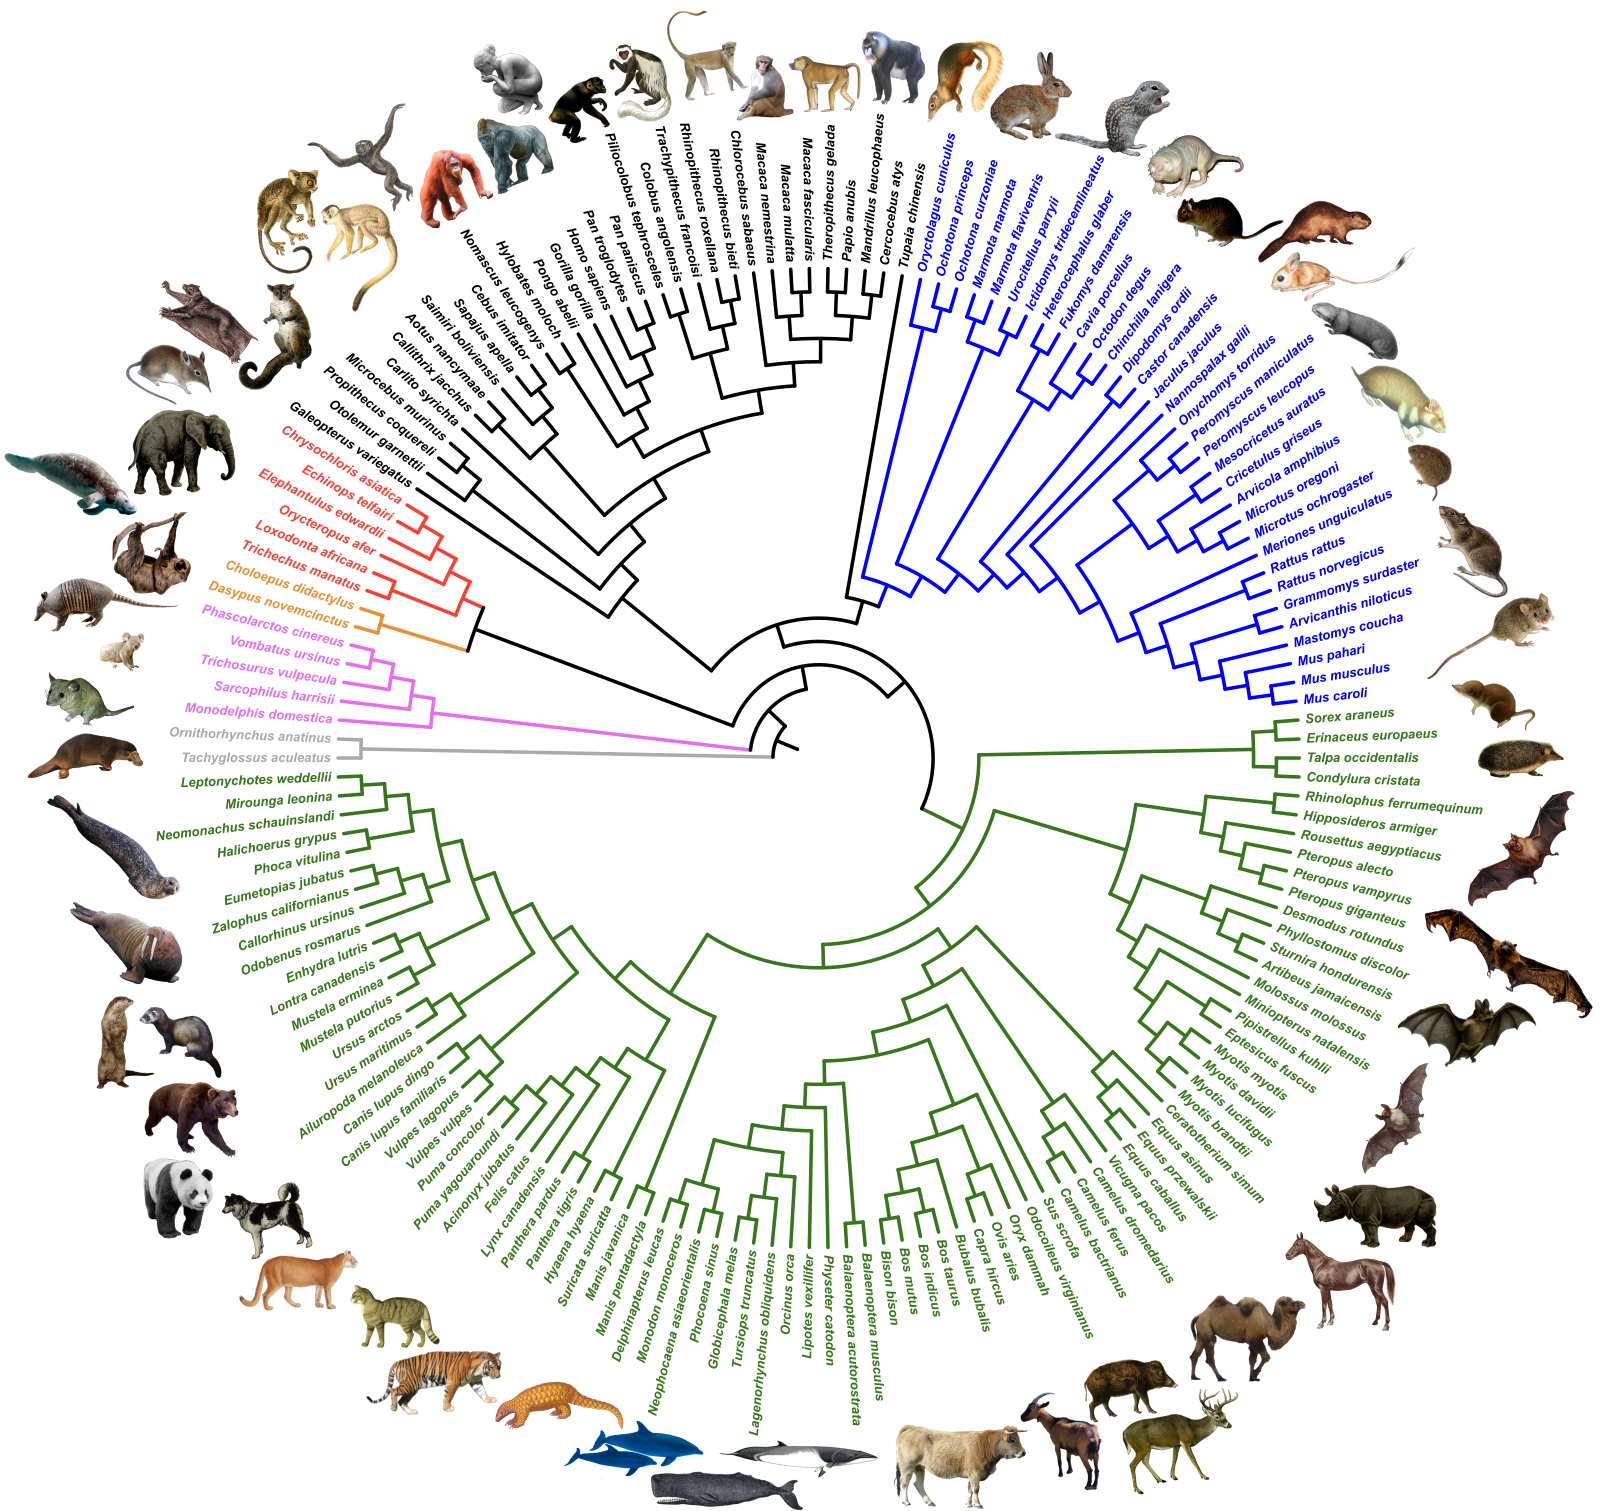 Tupaia chinensis
Oryctolagus cuniculus
Ochotona princeps
Ochotona curzoniae
Marmota marmota
Marmota flaviventris
Urocitellus parryii
Ictidomys tridecemlineatus
Heterocephalus glaber
Fukomys damarensis
Cavia porcellus
Octodon degus
Chinchilla lanigera
Dipodomys ordii
Castor canadensis
Jaculus jaculus
Nannospalax galili
Onychomys torridus
Peromyscus maniculatus
Peromyscus leucopus
Mesocricetus auratus
Cricetulus griseus
Arvicola amphibius
Microtus oregoni
Microtus ochrogaster
Meriones unguiculatus
Rattus rattus
Rattus norvegicus
Grammomys surdaster
Arvicanthis niloticus
Mastomys coucha
Mus pahari
Mus musculus
Mus caroli
Sorex araneus
Erinaceus europaeus
Talpa occidentalis
Condylura cristata
Rhinolophus ferrumequinum
Hipposideros armiger
Rousettus aegyptiacus
Pteropus alecto
Pteropus vampyrus
Pteropus giganteus
Desmodus rotundus
Phyllostomus discolor
Sturnira hondurensis
Artibeus jamaicensis
Molossus molossus
Miniopterus natalensis
Pipistrellus kuhlii
Eptesicus fuscus
Myotis myotis
Myotis davidii
Myotis lucifugus
Myotis brandtii
Ceratotherium simum
Equus asinus
Equus przewalskii
Equus caballus
Vicugna pacos
Camelus dromedarius
Camelus ferus
Camelus bactrianus
Sus scrofa
Odocoileus virginianus
Oryx dammah
Ovis aries
Capra hircus
Bubalus bubalis
Bos taurus
Bos indicus
Bos mutus
Bison bison
Balaenoptera musculus
Balaenoptera acutorostrata
Physeter catodon
Lipotes vexillifer
Orcinus orca
Lagenorhynchus obliquidens
Tursiops truncatus
Globicephala melas
Phocoena sinus
Neophocaena asiaeorientalis
Monodon monoceros
Delphinapterus leucas
Manis pentadactyla
Manis javanica
Suricata suricatta
Hyaena hyaena
Panthera tigris
Panthera pardus
Lynx canadensis
Felis catus
Acinonyx jubatus
Puma yagouaroundi
Puma concolor
Vulpes vulpes
Vulpes lagopus
Canis lupus familiaris
Canis lupus dingo
Ailuropoda melanoleuca
Ursus maritimus
Ursus arctos
Mustela putorius
Mustela erminea
Lontra canadensis
Enhydra lutris
Odobenus rosmarus
Callorhinus ursinus
Zalophus californianus
Eumetopias jubatus
Phoca vitulina
Halichoerus grypus
Neomonachus schauinslandi
Mirounga leonina
Leptonychotes weddellii
Tachyglossus aculeatus
Ornithorhynchus anatinus
Monodelphis domestica
Sarcophilus harrisii
Trichosurus vulpecula
Vombatus ursinus
Phascolarctos cinereus
Dasypus novemcinctus
Choloepus didactylus
Trichechus manatus
Loxodonta africana
Orycteropus afer
Elephantulus edwardii
Echinops telfairi
Chrysochloris asiatica
Galeopterus variegatus
Otolemur garnettii
Propithecus coquereli
Microcebus murinus
Carlito syrichta
Callithrix jacchus
Aotus nancymaae
Saimiri boliviensis
Sapajus apella
Cebus imitator
Nomascus leucogenys
Hylobates moloch
Pongo abelii
Gorilla gorilla
Homo sapiens
Pan troglodytes
Pan paniscus
Piliocolobus tephrosceles
Colobus angolensis
Trachypithecus francoisi
Rhinopithecus roxellana
Rhinopithecus bieti
Chlorocebus sabaeus
Macaca nemestrina
Macaca mulatta
Macaca fascicularis
Theropithecus gelada
Papio anubis
Mandrillus leucophaeus
Cercocebus atys